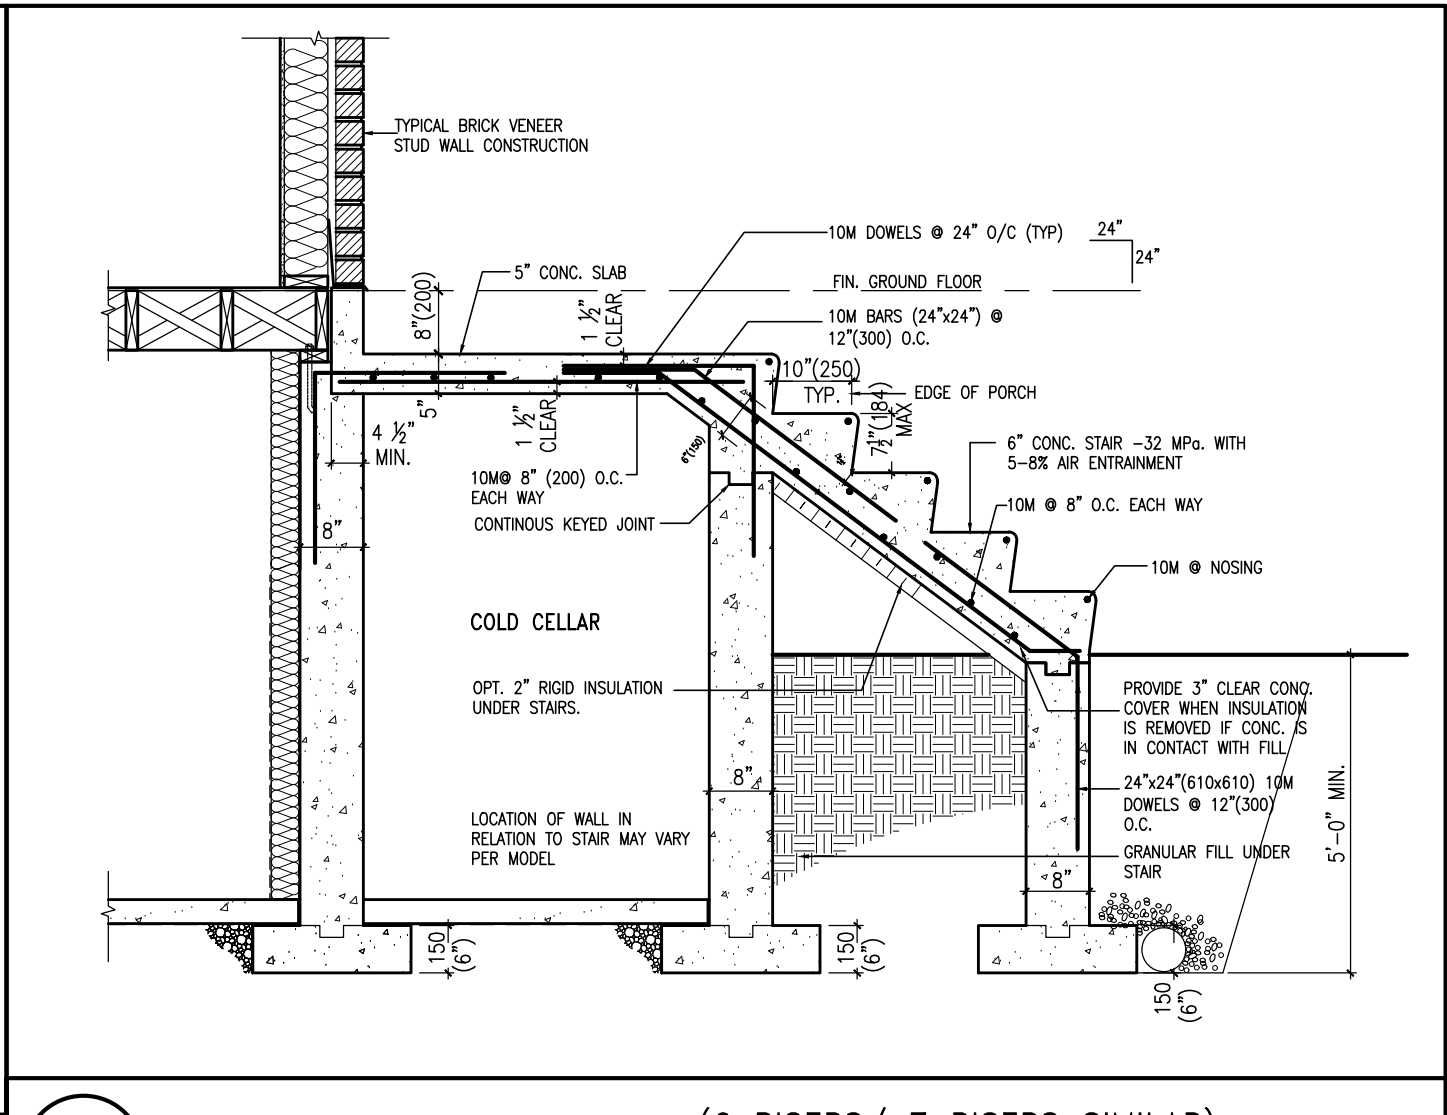 TYPICAL BRICK VENEER
STUD WALL CONSTRUCTION
10M DOWELS @ 24" O/C (TYP)
24"
24"
5" CONC. SLAB
FIN. GROUND FLOOR
8"(200)
1 ½"
CLEAR
10M BARS (24"x24") @
12"(300) O.C.
10"(250)
TYP.
EDGE OF PORCH
7½"(184)
MAX
5"
4 ½"
MIN.
1 ½"
CLEAR
6"(150)
6" CONC. STAIR -32 MPa. WITH
5-8% AIR ENTRAINMENT
10M@ 8" (200) O.C.
EACH WAY
CONTINOUS KEYED JOINT
10M @ 8" O.C. EACH WAY
8"
10M @ NOSING
COLD CELLAR
OPT. 2" RIGID INSULATION
UNDER STAIRS.
PROVIDE 3" CLEAR CONC.
COVER WHEN INSULATION
IS REMOVED IF CONC. IS
IN CONTACT WITH FILL
8"
24"x24"(610x610) 10M
DOWELS @ 12"(300)
O.C.
5'-0" MIN.
LOCATION OF WALL IN
RELATION TO STAIR MAY VARY
PER MODEL
GRANULAR FILL UNDER
STAIR
8"
150
(6")
150
(6")
150
(6")
(6 RISERS/ 7 RISERS SIMILAR)